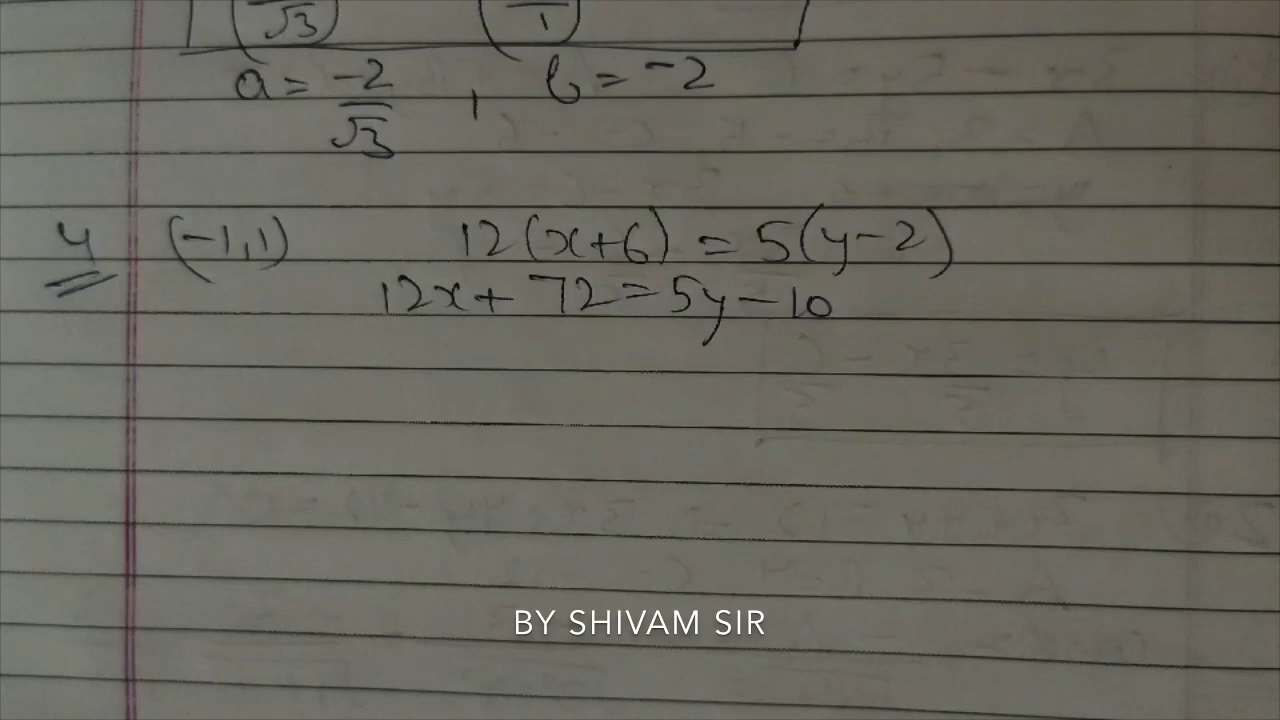 √3 1
a = -2/√3 , b = -2
4 (-1,1) 12(x+6) = 5(y-2)
12x + 72 = 5y - 10
BY SHIVAM SIR